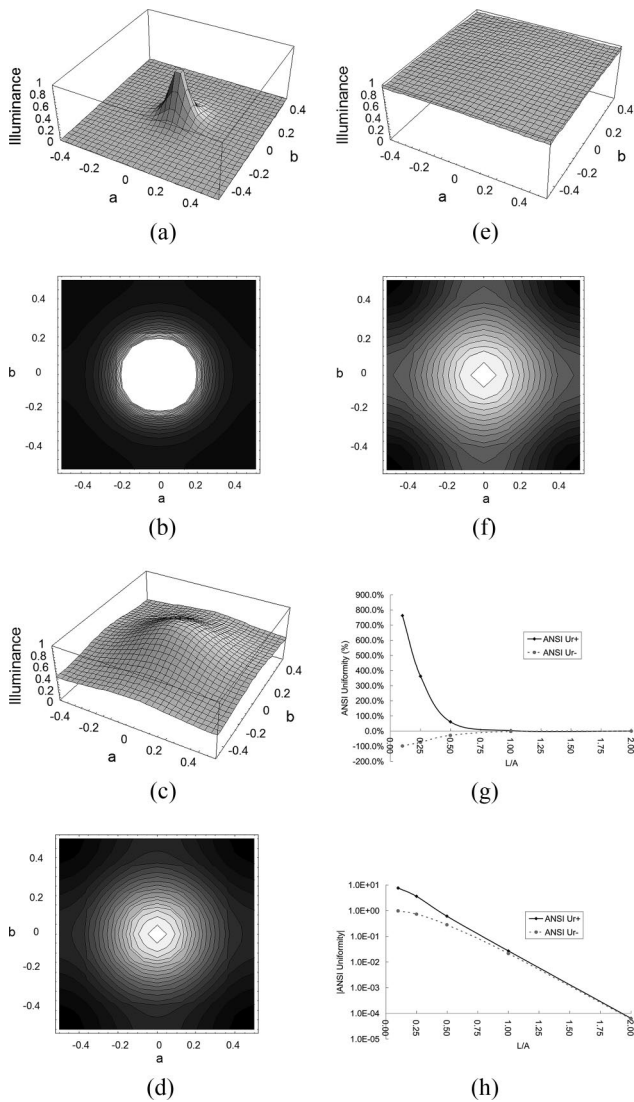 1
0.8
0.6
0.4
0.2
0
Illuminance
-0.4
-0.2
0
0.2
0.4
a
-0.4
-0.2
0
0.2
0.4
b
(a)
1
0.8
0.6
0.4
0.2
0
Illuminance
-0.4
-0.2
0
0.2
0.4
a
-0.4
-0.2
0
0.2
0.4
b
(e)
0.4
0.2
b 0
-0.2
-0.4
-0.4 -0.2 0 0.2 0.4
a
(b)
0.4
0.2
b 0
-0.2
-0.4
-0.4 -0.2 0 0.2 0.4
a
(f)
1
0.8
0.6
0.4
0.2
0
Illuminance
-0.4
-0.2
0
0.2
0.4
a
-0.4
-0.2
0
0.2
0.4
b
(c)
900.0%
800.0%
700.0%
600.0%
500.0%
400.0%
300.0%
200.0%
100.0%
0.0%
-100.0%
-200.0%
ANSI Uniformity (%)
ANSI Ur+
ANSI Ur-
0.00 0.25 0.50 0.75 1.00 1.25 1.50 1.75 2.00
L/A
(g)
0.4
0.2
b 0
-0.2
-0.4
-0.4 -0.2 0 0.2 0.4
a
(d)
1.0E+01
1.0E+00
1.0E-01
1.0E-02
1.0E-03
1.0E-04
1.0E-05
|ANSI Uniformity|
ANSI Ur+
ANSI Ur-
0.00 0.25 0.50 0.75 1.00 1.25 1.50 1.75 2.00
L/A
(h)